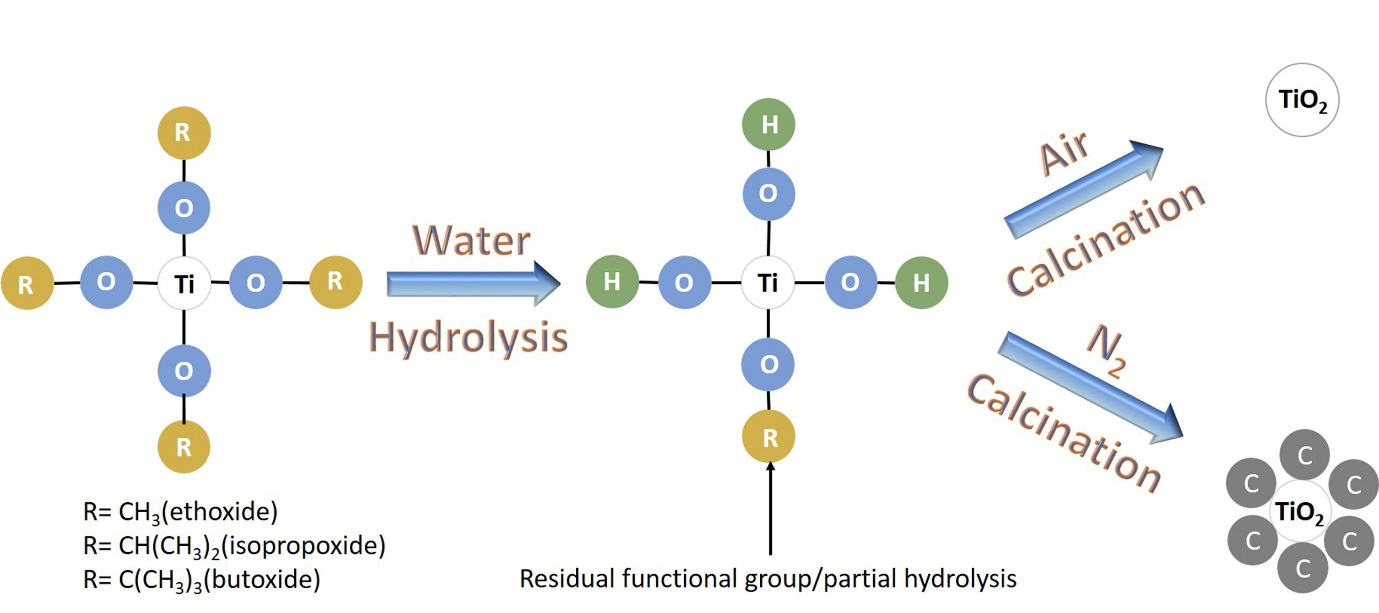 R
O
R O Ti O R
O
R
R= CH₃(ethoxide)
R= CH(CH₃)₂(isopropoxide)
R= C(CH₃)₃(butoxide)
Water
Hydrolysis
H
O
H O Ti O H
O
R
Residual functional group/partial hydrolysis
Air
Calcination
TiO₂
N₂
Calcination
C
C C
TiO₂
C C
C